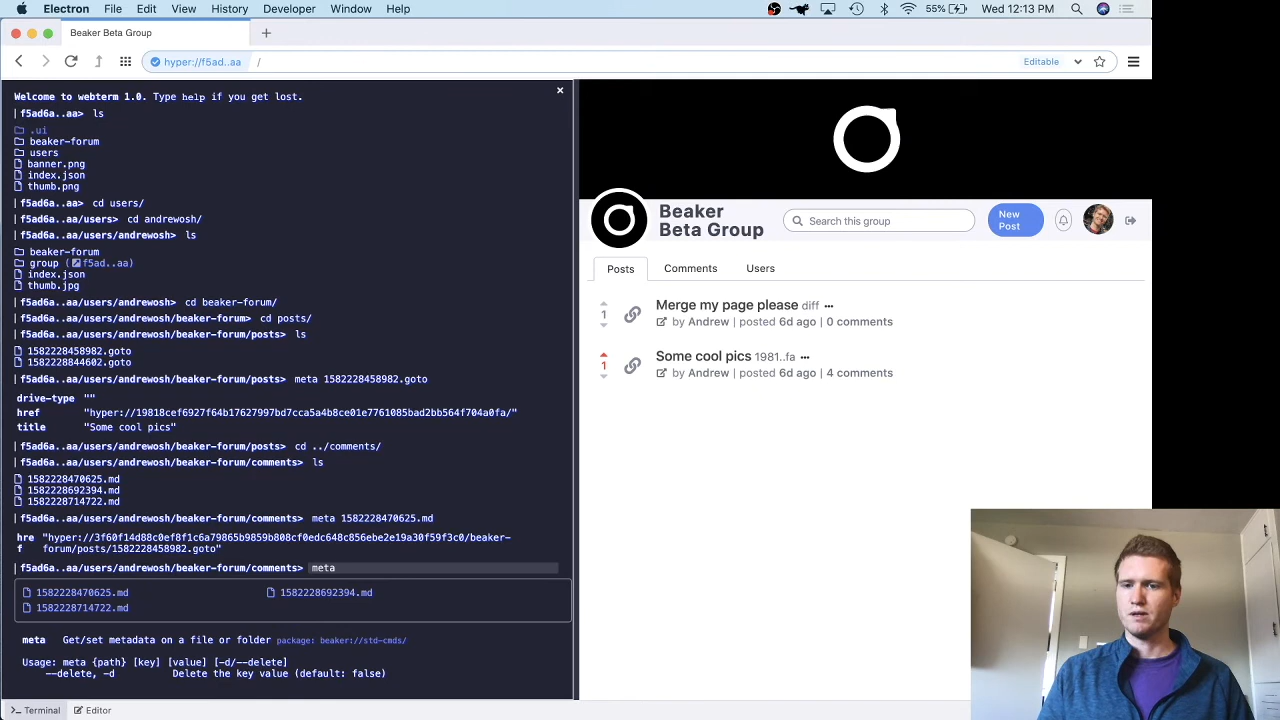 Electron File Edit View History Developer Window Help
55% Wed 12:13 PM
Beaker Beta Group
hyper://f5ad..aa /
Editable
Welcome to webterm 1.0. Type help if you get lost.
f5ad6a..aa> ls
.ui
beaker-forum
users
banner.png
index.json
thumb.png
f5ad6a..aa> cd users/
f5ad6a..aa/users> cd andrewosh/
f5ad6a..aa/users/andrewosh> ls
beaker-forum
group (f5ad..aa)
index.json
thumb.jpg
f5ad6a..aa/users/andrewosh> cd beaker-forum/
f5ad6a..aa/users/andrewosh/beaker-forum> cd posts/
f5ad6a..aa/users/andrewosh/beaker-forum/posts> ls
1582228458982.goto
1582228844602.goto
f5ad6a..aa/users/andrewosh/beaker-forum/posts> meta 1582228458982.goto
drive-type ""
href "hyper://19818cef6927f64b17627997bd7cca5a4b8ce01e7761085bad2bb564f704a0fa/"
title "Some cool pics"
f5ad6a..aa/users/andrewosh/beaker-forum/posts> cd ../comments/
f5ad6a..aa/users/andrewosh/beaker-forum/comments> ls
1582228470625.md
1582228692394.md
1582228714722.md
f5ad6a..aa/users/andrewosh/beaker-forum/comments> meta 1582228470625.md
hre "hyper://3f60f14d88c0ef8f1c6a79865b9859b808cf0edc648c856ebe2e19a30f59f3c0/beaker-
f forum/posts/1582228458982.goto"
f5ad6a..aa/users/andrewosh/beaker-forum/comments> meta
1582228470625.md 1582228692394.md
1582228714722.md
meta Get/set metadata on a file or folder package: beaker://std-cmds/
Usage: meta {path} [key] [value] [-d/--delete]
--delete, -d Delete the key value (default: false)
Terminal Editor
Beaker
Beta Group
Search this group
New
Post
Posts Comments Users
1
Merge my page please diff
by Andrew | posted 6d ago | 0 comments
1
Some cool pics 1981..fa
by Andrew | posted 6d ago | 4 comments